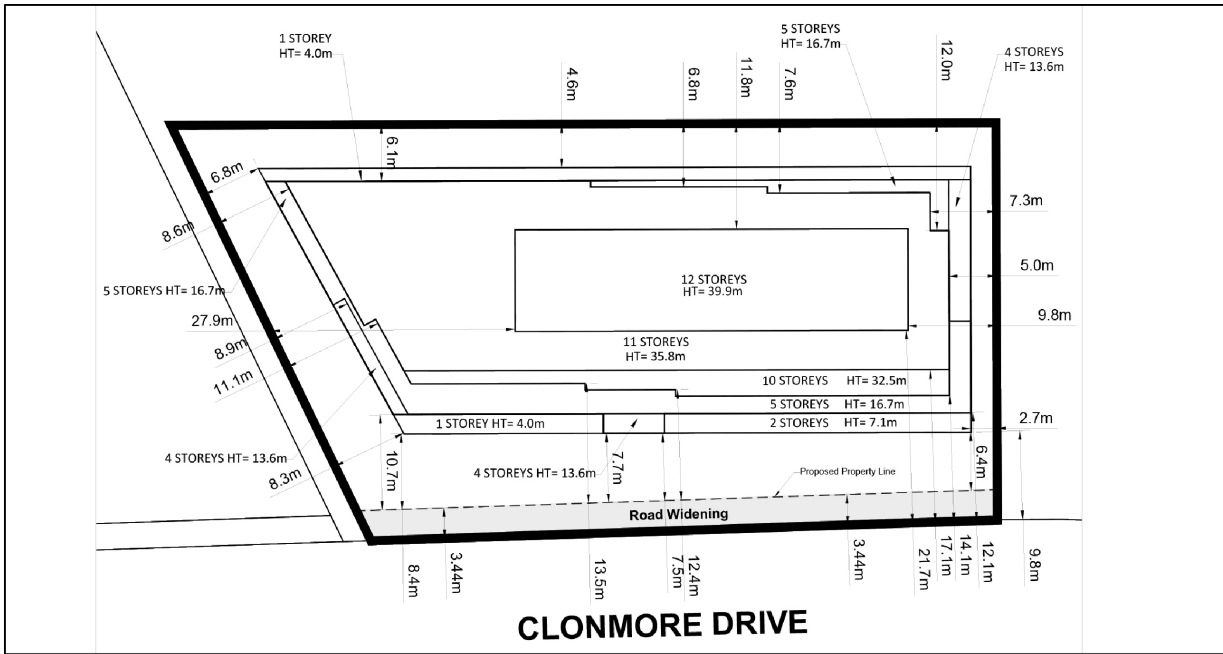 1 STOREY
HT= 4.0m
5 STOREYS
HT= 16.7m
4 STOREYS
HT= 13.6m
4.6m
6.8m
11.8m
7.6m
12.0m
6.1m
6.8m
8.6m
7.3m
5 STOREYS HT= 16.7m
12 STOREYS
HT= 39.9m
5.0m
27.9m
9.8m
8.9m
11.1m
11 STOREYS
HT= 35.8m
10 STOREYS HT= 32.5m
5 STOREYS HT= 16.7m
1 STOREY HT= 4.0m
2 STOREYS HT= 7.1m
2.7m
4 STOREYS HT= 13.6m
8.3m
10.7m
4 STOREYS HT= 13.6m
7.7m
6.4m
Proposed Property Line
Road Widening
8.4m
3.44m
13.5m
7.5m
12.4m
3.44m
21.7m
17.1m
14.1m
12.1m
9.8m
CLONMORE DRIVE